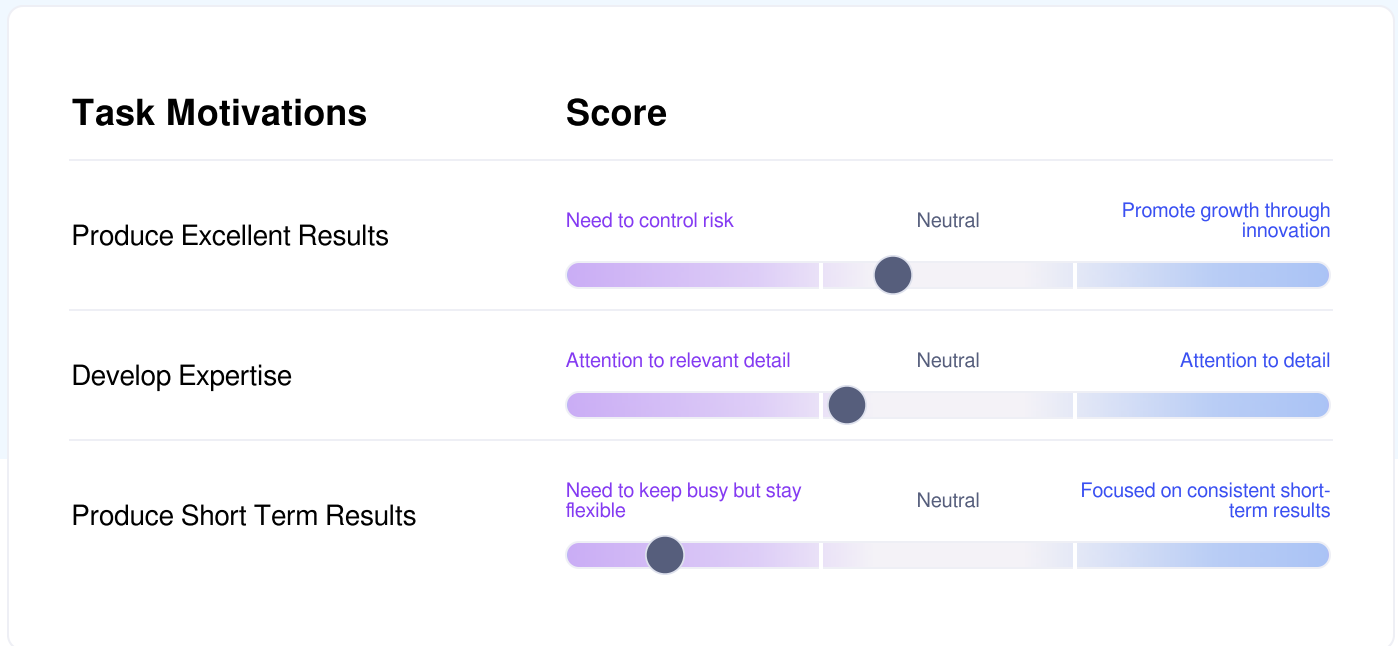 Task Motivations
Score
Produce Excellent Results
Need to control risk
Neutral
Promote growth through
innovation
Develop Expertise
Attention to relevant detail
Neutral
Attention to detail
Produce Short Term Results
Need to keep busy but stay
flexible
Neutral
Focused on consistent short-
term results